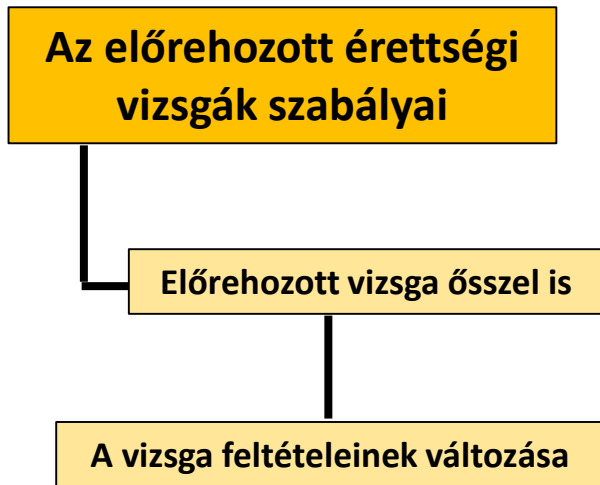 Az előrehozott érettségi
vizsgák szabályai
Előrehozott vizsga ősszel is
A vizsga feltételeinek változása